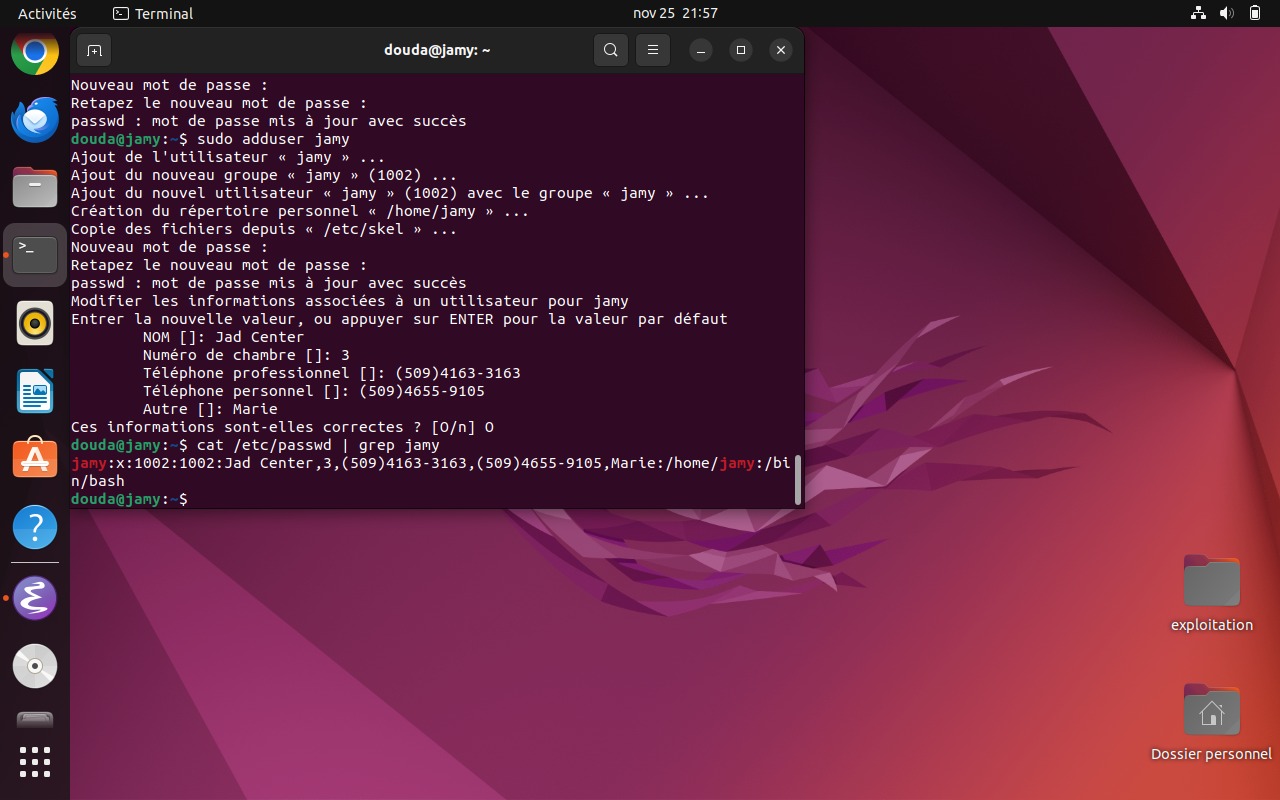 Activités
Terminal
nov 25 21:57
douda@jamy: ~
Nouveau mot de passe :
Retapez le nouveau mot de passe :
passwd : mot de passe mis à jour avec succès
douda@jamy:~$ sudo adduser jamy
Ajout de l'utilisateur « jamy » ...
Ajout du nouveau groupe « jamy » (1002) ...
Ajout du nouvel utilisateur « jamy » (1002) avec le groupe « jamy » ...
Création du répertoire personnel « /home/jamy » ...
Copie des fichiers depuis « /etc/skel » ...
Nouveau mot de passe :
Retapez le nouveau mot de passe :
passwd : mot de passe mis à jour avec succès
Modifier les informations associées à un utilisateur pour jamy
Entrer la nouvelle valeur, ou appuyer sur ENTER pour la valeur par défaut
NOM []: Jad Center
Numéro de chambre []: 3
Téléphone professionnel []: (509)4163-3163
Téléphone personnel []: (509)4655-9105
Autre []: Marie
Ces informations sont-elles correctes ? [O/n] O
douda@jamy:~$ cat /etc/passwd | grep jamy
jamy:x:1002:1002:Jad Center,3,(509)4163-3163,(509)4655-9105,Marie:/home/jamy:/bi
n/bash
douda@jamy:~$
exploitation
Dossier personnel